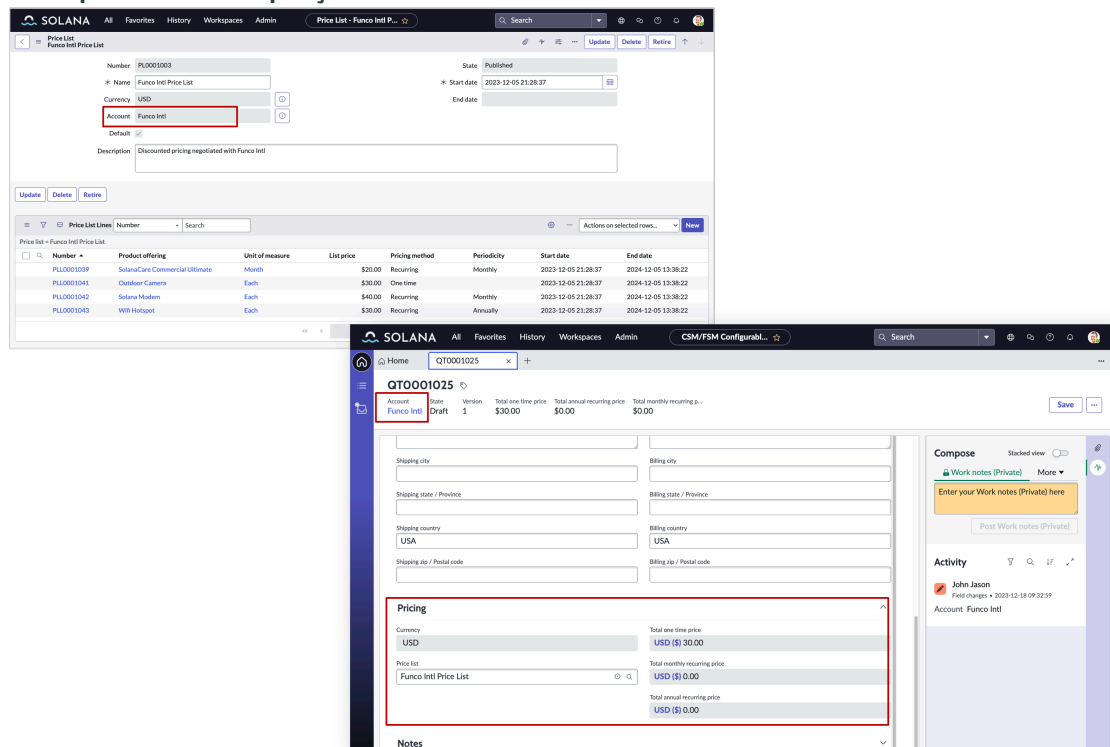 SOLANA All Favorites History Workspaces Admin Price List - Funco Intl P... Search
Price List
Funco Intl Price List
Update Delete Retire
Number PL0001003
State Published
* Name Funco Intl Price List
* Start date 2023-12-05 21:28:37
Currency USD
End date
Account Funco Intl
Default
Description Discounted pricing negotiated with Funco Intl
Update Delete Retire
Price List Lines Number Search Actions on selected rows... New
Price list = Funco Intl Price List
Number Product offering Unit of measure List price Pricing method Periodicity Start date End date
PLL0001039 SolanaCare Commercial Ultimate Month $20.00 Recurring Monthly 2023-12-05 21:28:37 2024-12-05 13:38:22
PLL0001041 Outdoor Camera Each $30.00 One time 2023-12-05 21:28:37 2024-12-05 13:38:22
PLL0001042 Solana Modem Each $40.00 Recurring Monthly 2023-12-05 21:28:37 2024-12-05 13:38:22
PLL0001043 Wifi Hotspot Each $30.00 Recurring Annually 2023-12-05 21:28:37 2024-12-05 13:38:22
SOLANA All Favorites History Workspaces Admin CSM/FSM Configurabl... Search
Home QT0001025 × +
QT0001025
Account State Version Total one time price Total annual recurring price Total monthly recurring p...
Funco Intl Draft 1 $30.00 $0.00 $0.00
Save
Shipping city
Billing city
Shipping state / Province
Billing state / Province
Shipping country
USA
Billing country
USA
Shipping zip / Postal code
Billing zip / Postal code
Pricing
Currency
USD
Total one time price
USD ($) 30.00
Price list
Funco Intl Price List
Total monthly recurring price
USD ($) 0.00
Total annual recurring price
USD ($) 0.00
Notes
Compose Stacked view
Work notes (Private) More
Enter your Work notes (Private) here
Post Work notes (Private)
Activity
John Jason
Field changes • 2023-12-18 09:32:59
Account Funco Intl